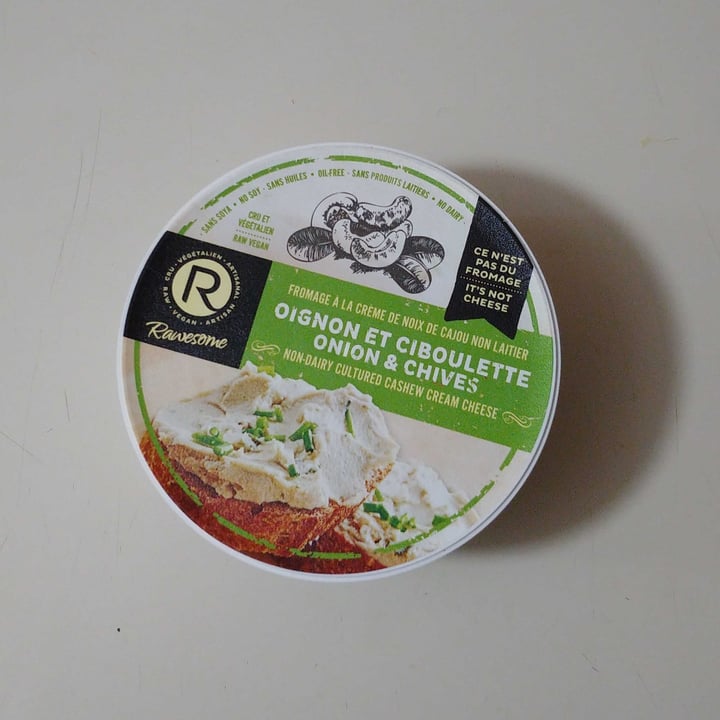 SANS SOYA • NO SOY • SANS HUILES • OIL-FREE • SANS PRODUITS LAITIERS • NO DAIRY
CRU ET
VÉGÉTALIEN
RAW VEGAN
CE N'EST
PAS DU
FROMAGE
IT'S NOT
CHEESE
CRU • VÉGÉTALIEN • ARTISANAL
R
RAW • VEGAN • ARTISAN
Rawesome
FROMAGE À LA CRÈME DE NOIX DE CAJOU NON LAITIER
OIGNON ET CIBOULETTE
ONION & CHIVES
NON-DAIRY CULTURED CASHEW CREAM CHEESE